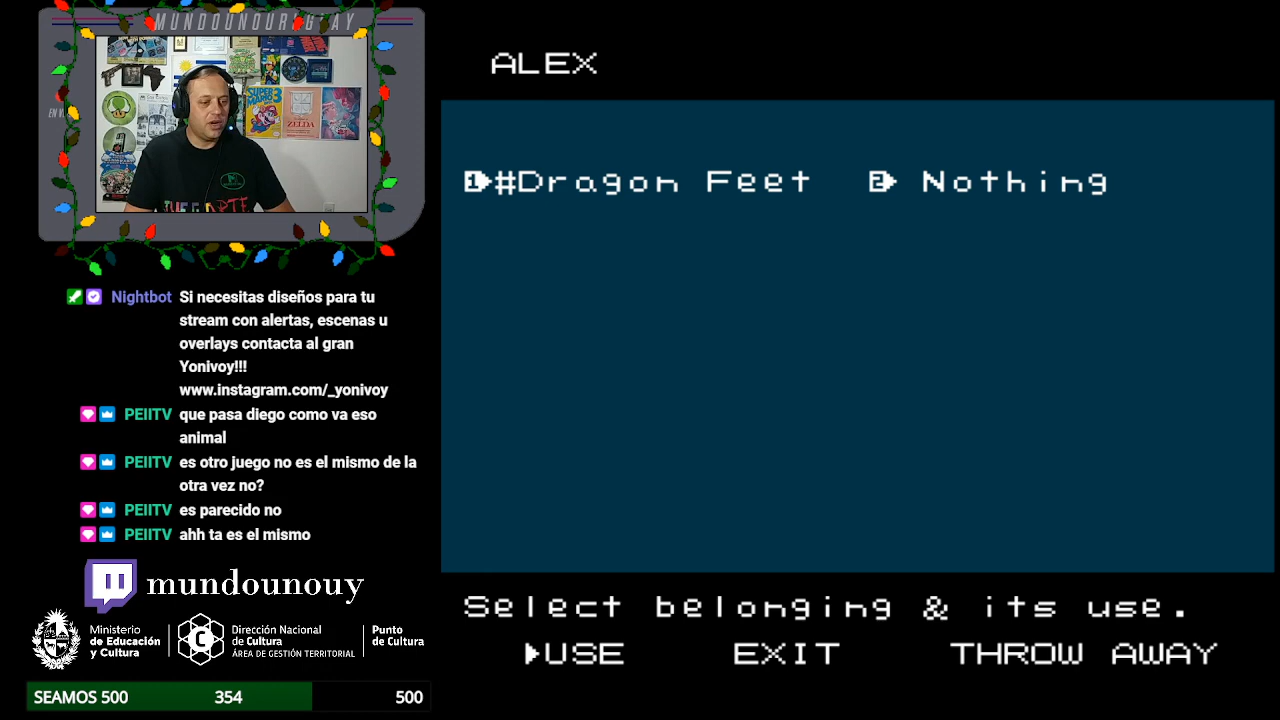 MUNDOUNOURUGUAY
SUPER
MARIO 3
ZELDA
ALEX
1 #Dragon Feet 2 Nothing
Nightbot Si necesitas diseños para tu
stream con alertas, escenas u
overlays contacta al gran
Yonivoy!!!
www.instagram.com/_yonivoy
PEIITV que pasa diego como va eso
animal
PEIITV es otro juego no es el mismo de la
otra vez no?
PEIITV es parecido no
PEIITV ahh ta es el mismo
mundounouy
Ministerio
de Educación
y Cultura
Dirección Nacional
de Cultura
ÁREA DE GESTIÓN TERRITORIAL
Punto
de Cultura
SEAMOS 500 354 500
Select belonging & its use.
USE EXIT THROW AWAY